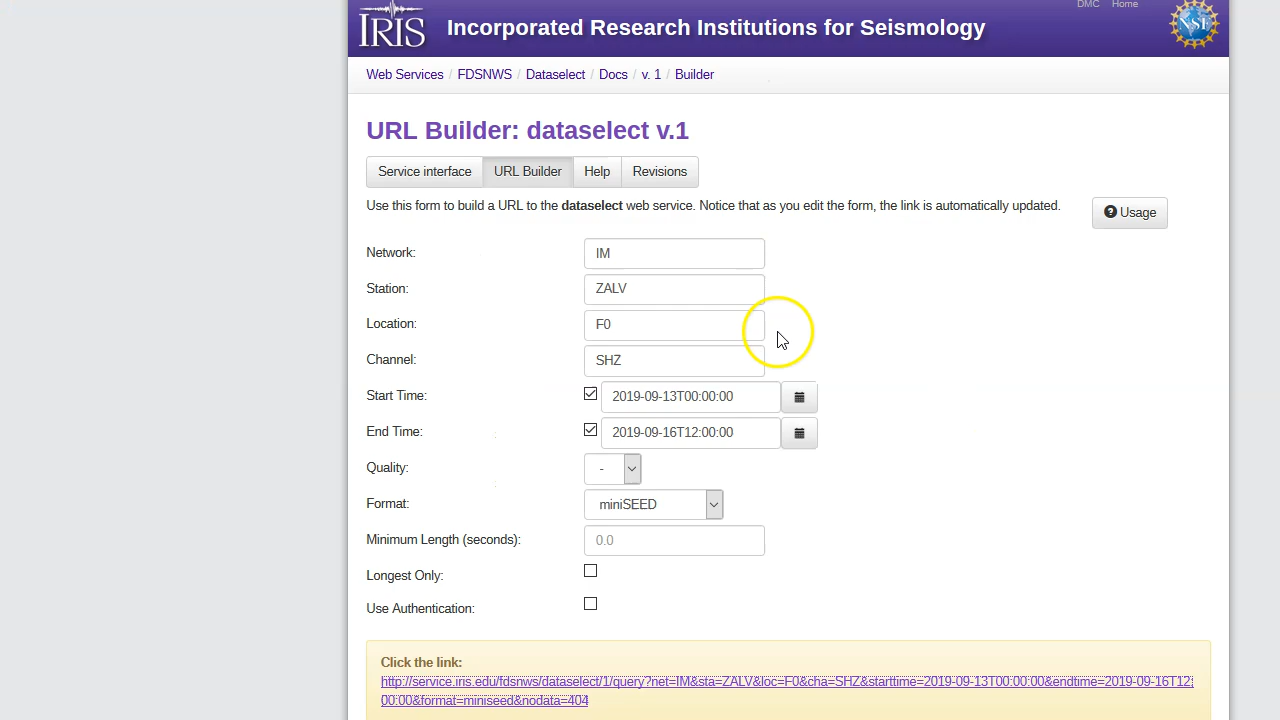 DMC Home
IRIS Incorporated Research Institutions for Seismology NSF
Web Services / FDSNWS / Dataselect / Docs / v. 1 / Builder
URL Builder: dataselect v.1
Service interface URL Builder Help Revisions
Use this form to build a URL to the dataselect web service. Notice that as you edit the form, the link is automatically updated.
Usage
Network: IM
Station: ZALV
Location: F0
Channel: SHZ
Start Time: 2019-09-13T00:00:00
End Time: 2019-09-16T12:00:00
Quality: -
Format: miniSEED
Minimum Length (seconds): 0.0
Longest Only:
Use Authentication:
Click the link:
http://service.iris.edu/fdsnws/dataselect/1/query?net=IM&sta=ZALV&loc=F0&cha=SHZ&starttime=2019-09-13T00:00:00&endtime=2019-09-16T12:
00:00&format=miniseed&nodata=404